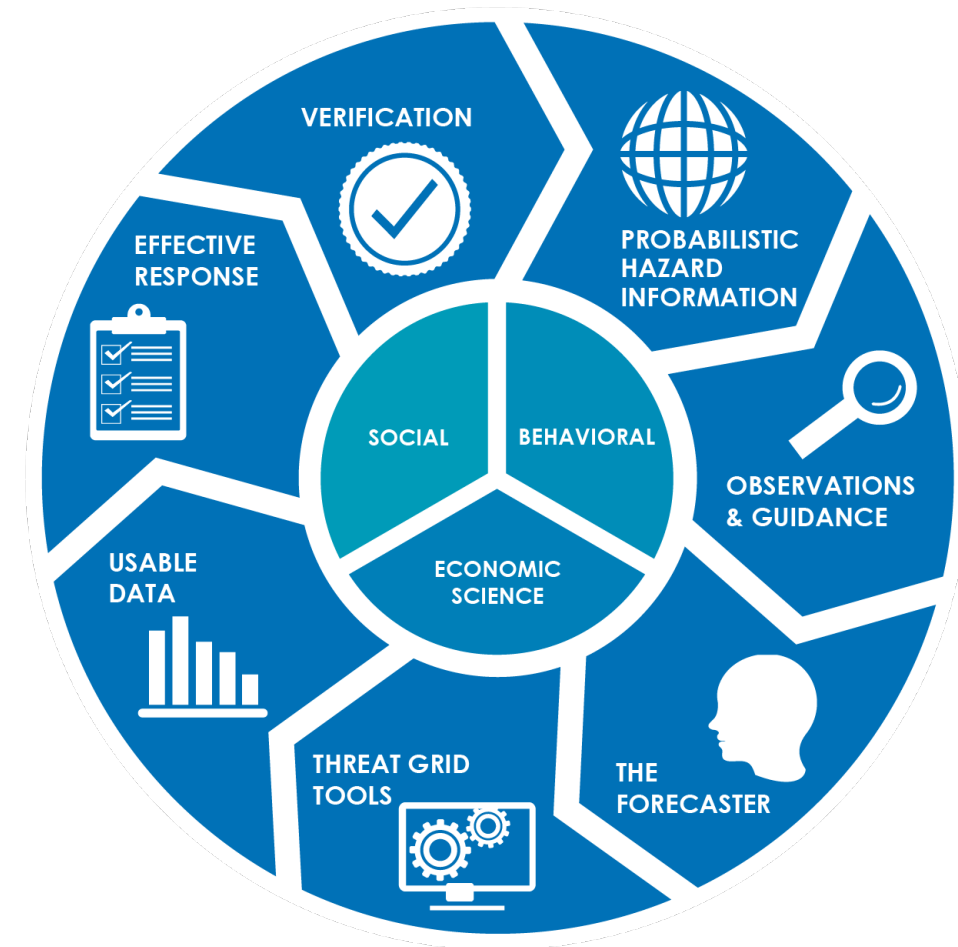 VERIFICATION
PROBABILISTIC
HAZARD
INFORMATION
OBSERVATIONS
& GUIDANCE
THE
FORECASTER
THREAT GRID
TOOLS
USABLE
DATA
EFFECTIVE
RESPONSE
SOCIAL
BEHAVIORAL
ECONOMIC
SCIENCE